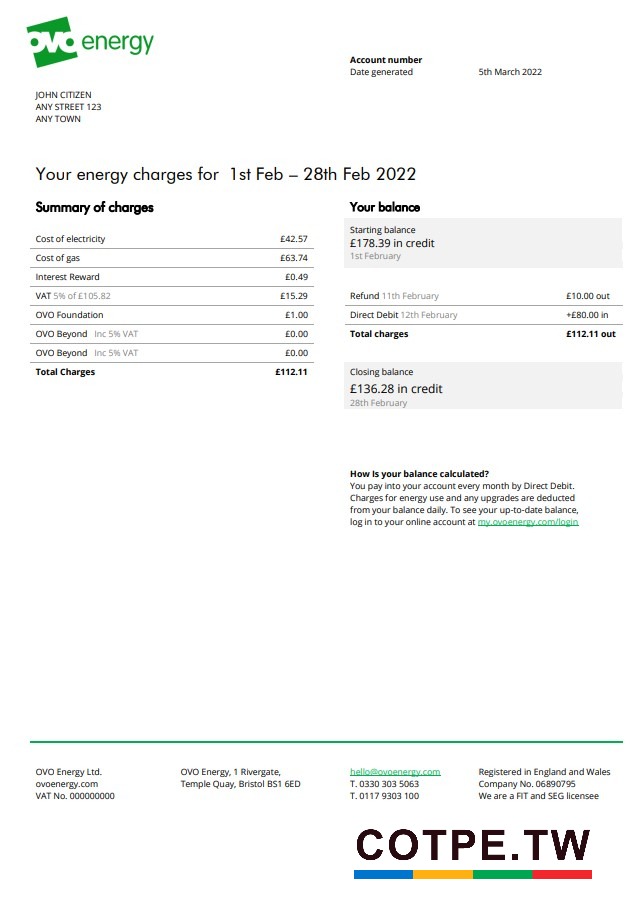 ovo energy
Account number
Date generated 5th March 2022
JOHN CITIZEN
ANY STREET 123
ANY TOWN
Your energy charges for 1st Feb – 28th Feb 2022
Summary of charges
Cost of electricity £42.57
Cost of gas £63.74
Interest Reward £0.49
VAT 5% of £105.82 £15.29
OVO Foundation £1.00
OVO Beyond Inc 5% VAT £0.00
OVO Beyond Inc 5% VAT £0.00
Total Charges £112.11
Your balance
Starting balance
£178.39 in credit
1st February
Refund 11th February £10.00 out
Direct Debit 12th February +£80.00 in
Total charges £112.11 out
Closing balance
£136.28 in credit
28th February
How Is your balance calculated?
You pay into your account every month by Direct Debit.
Charges for energy use and any upgrades are deducted
from your balance daily. To see your up-to-date balance,
log in to your online account at my.ovoenergy.com/login
OVO Energy Ltd.
ovoenergy.com
VAT No. 000000000
OVO Energy, 1 Rivergate,
Temple Quay, Bristol BS1 6ED
hello@ovoenergy.com
T. 0330 303 5063
T. 0117 9303 100
Registered in England and Wales
Company No. 06890795
We are a FIT and SEG licensee
COTPE.TW